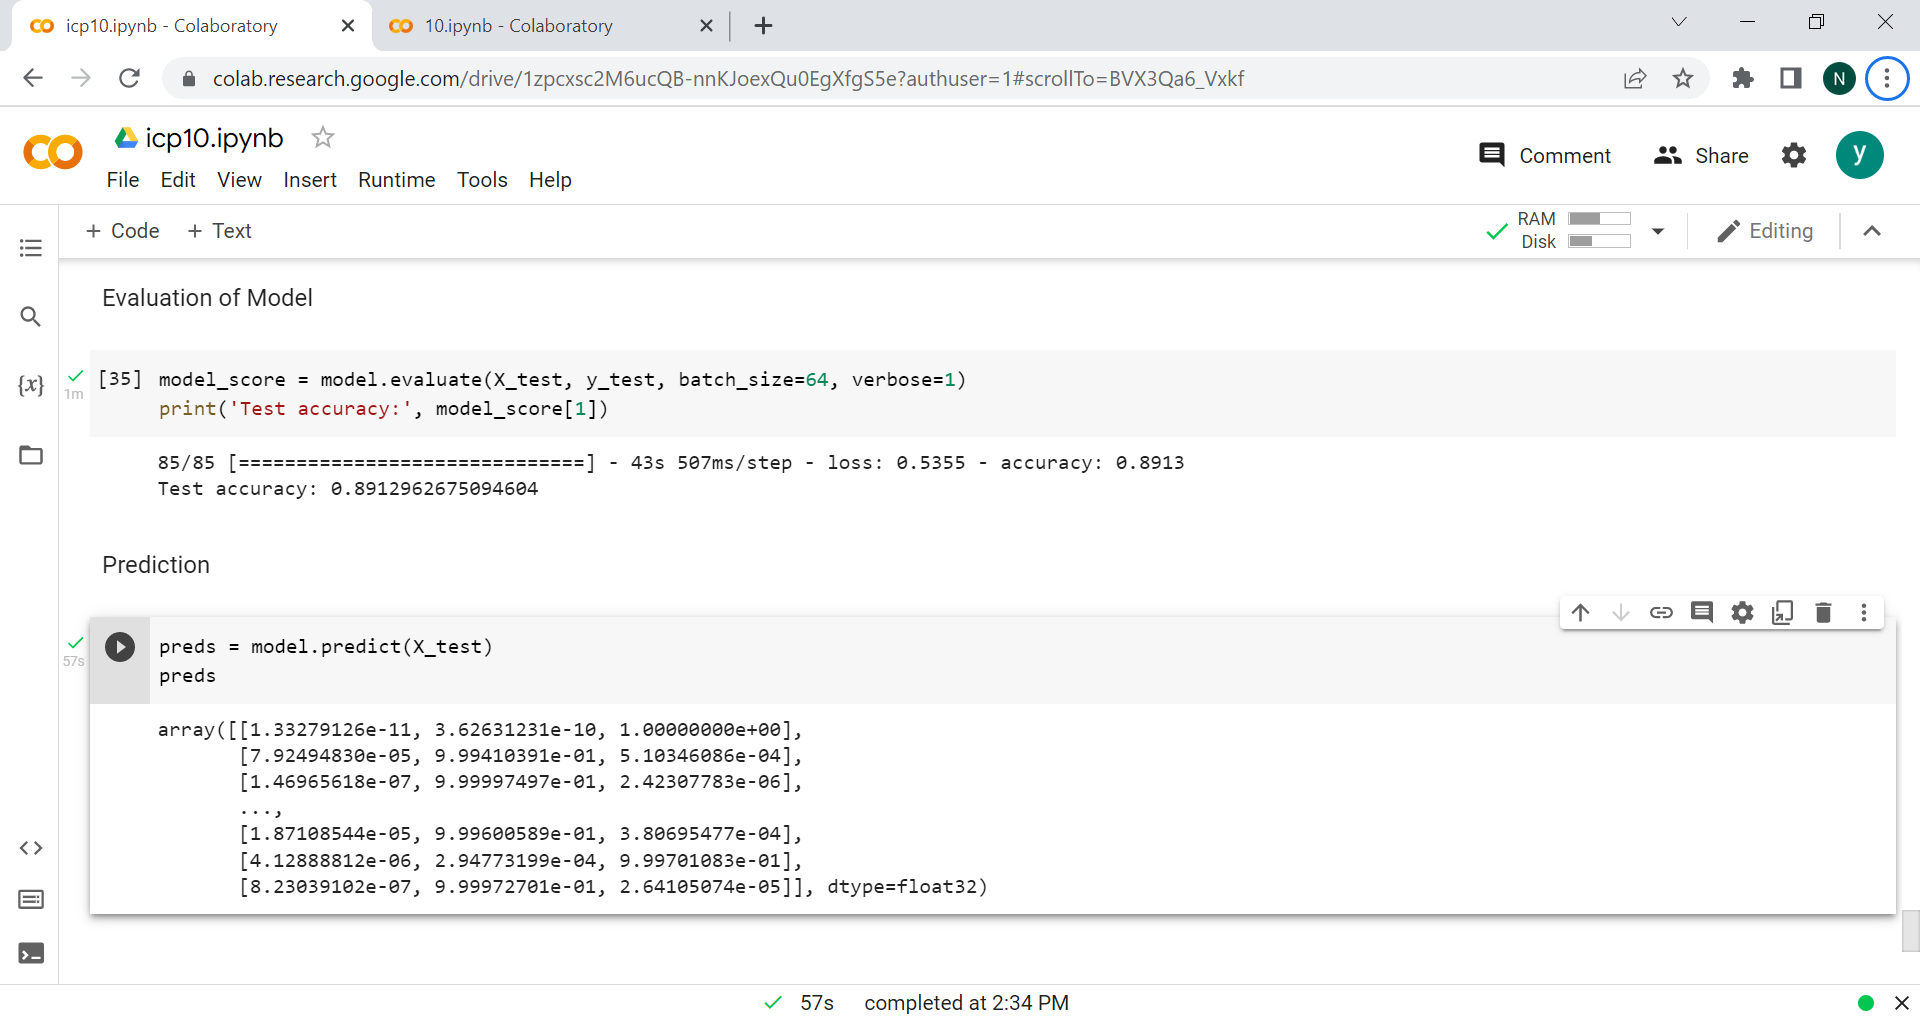 icp10.ipynb - Colaboratory
10.ipynb - Colaboratory
colab.research.google.com/drive/1zpcxsc2M6ucQB-nnKJoexQu0EgXfgS5e?authuser=1#scrollTo=BVX3Qa6_Vxkf
N
icp10.ipynb
File Edit View Insert Runtime Tools Help
Comment
Share
y
+ Code + Text
RAM
Disk
Editing
Evaluation of Model
1m
[35] model_score = model.evaluate(X_test, y_test, batch_size=64, verbose=1)
print('Test accuracy:', model_score[1])
85/85 [==============================] - 43s 507ms/step - loss: 0.5355 - accuracy: 0.8913
Test accuracy: 0.8912962675094604
Prediction
57s
preds = model.predict(X_test)
preds
array([[1.33279126e-11, 3.62631231e-10, 1.00000000e+00],
[7.92494830e-05, 9.99410391e-01, 5.10346086e-04],
[1.46965618e-07, 9.99997497e-01, 2.42307783e-06],
...,
[1.87108544e-05, 9.99600589e-01, 3.80695477e-04],
[4.12888812e-06, 2.94773199e-04, 9.99701083e-01],
[8.23039102e-07, 9.99972701e-01, 2.64105074e-05]], dtype=float32)
57s completed at 2:34 PM